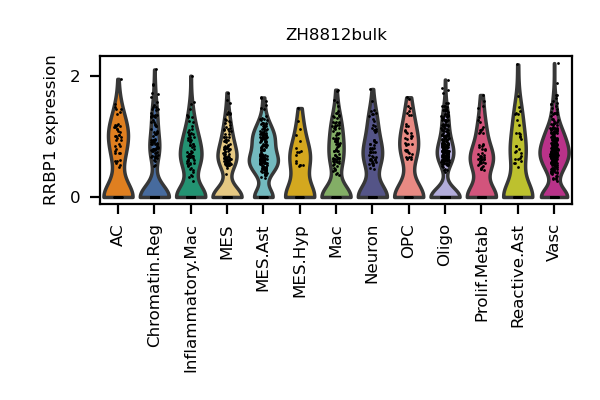 ZH8812bulk
RRBP1 expression
2
0
AC
Chromatin.Reg
Inflammatory.Mac
MES
MES.Ast
MES.Hyp
Mac
Neuron
OPC
Oligo
Prolif.Metab
Reactive.Ast
Vasc